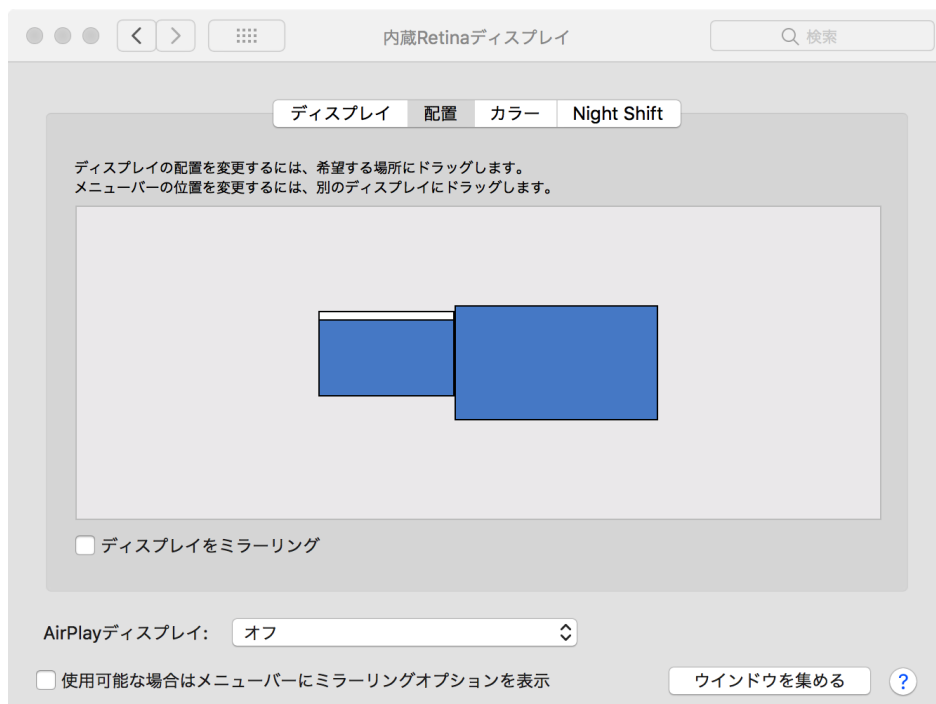 内蔵Retinaディスプレイ
検索
ディスプレイ 配置 カラー Night Shift
ディスプレイの配置を変更するには、希望する場所にドラッグします。
メニューバーの位置を変更するには、別のディスプレイにドラッグします。
ディスプレイをミラーリング
AirPlayディスプレイ: オフ
使用可能な場合はメニューバーにミラーリングオプションを表示
ウインドウを集める ?